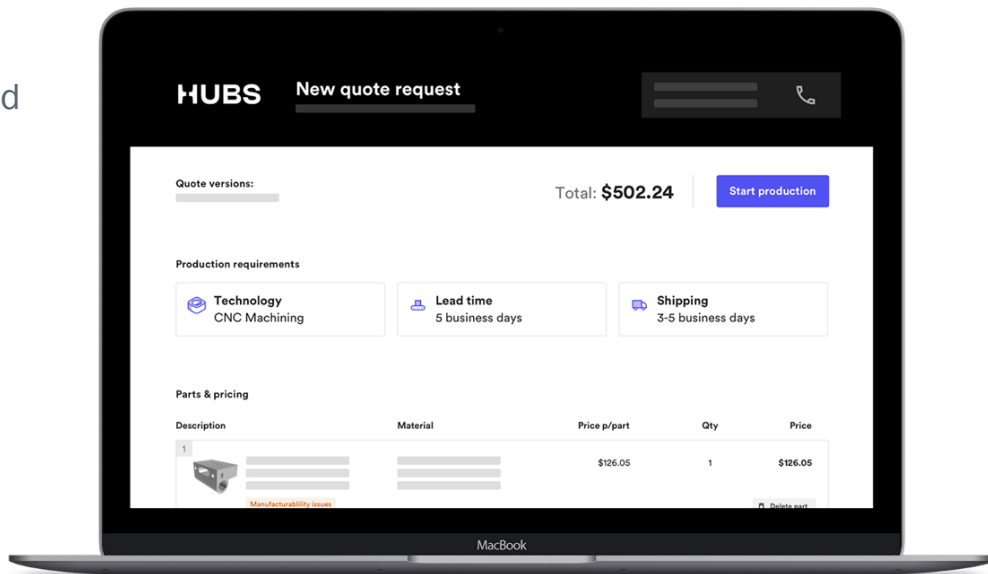 d
HUBS
New quote request
Quote versions:
Total: $502.24
Start production
Production requirements
Technology
CNC Machining
Lead time
5 business days
Shipping
3-5 business days
Parts & pricing
Description Material Price p/part Qty Price
1
$126.05 1 $126.05
Manufacturablility issues
Delete part
MacBook